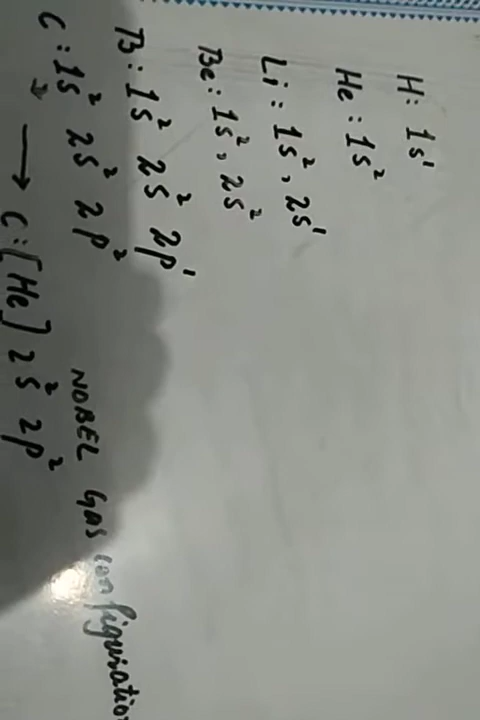 H: 1s¹
He: 1s²
Li: 1s², 2s¹
Be: 1s², 2s²
B: 1s² 2s² 2p¹
C: 1s² 2s² 2p²
NOBEL GAS configuration
→ C: [He] 2s² 2p²